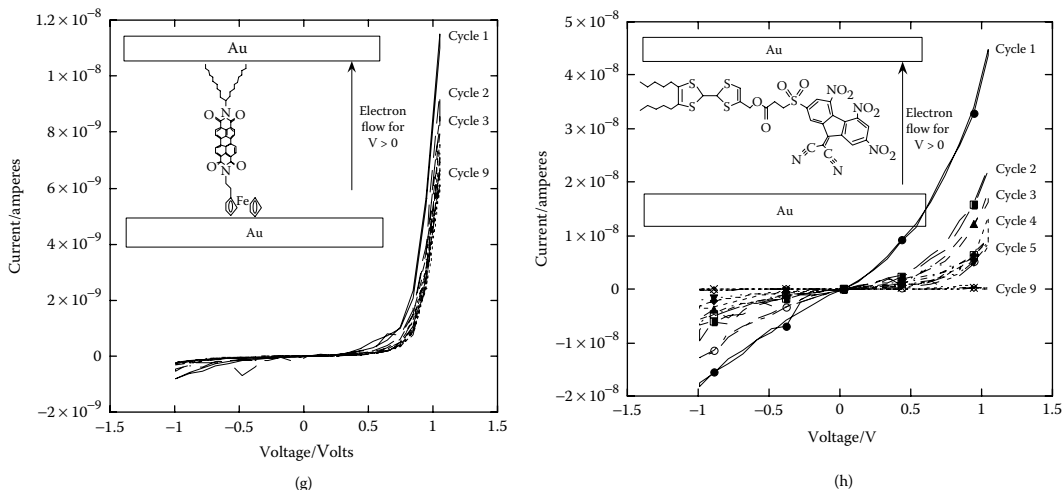 1.2 × 10⁻⁸
1 × 10⁻⁸
8 × 10⁻⁹
6 × 10⁻⁹
4 × 10⁻⁹
2 × 10⁻⁹
0
−2 × 10⁻⁹
Current/amperes
Au
N
O
O
O
O
N
Fe
Au
Electron
flow for
V > 0
Cycle 1
Cycle 2
Cycle 3
Cycle 9
−1.5
−1
−0.5
0
0.5
1
1.5
Voltage/Volts
(g)
5 × 10⁻⁸
4 × 10⁻⁸
3 × 10⁻⁸
2 × 10⁻⁸
1 × 10⁻⁸
0
−1 × 10⁻⁸
−2 × 10⁻⁸
Current/amperes
Au
S
S
S
S
O
O
O
S
O
NO₂
NO₂
NO₂
C
C
N
N
Au
Electron
flow for
V > 0
Cycle 1
Cycle 2
Cycle 3
Cycle 4
Cycle 5
Cycle 9
−1.5
−1
−0.5
0
0.5
1
1.5
Voltage/V
(h)